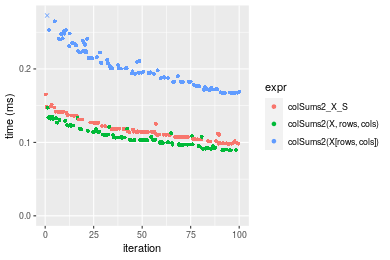 0.2
0.1
0.0
0
25
50
75
100
iteration
time (ms)
expr
colSums2_X_S
colSums2(X, rows, cols)
colSums2(X[rows, cols])